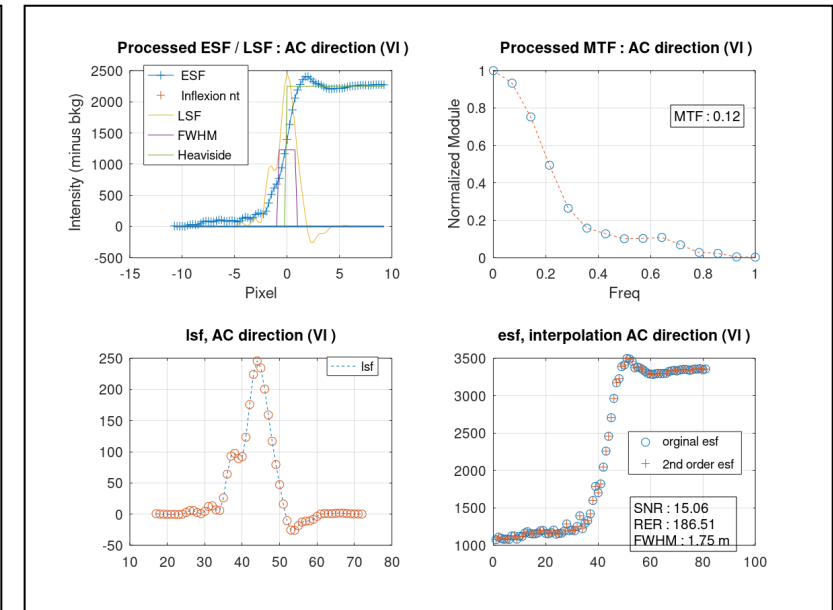 Processed ESF / LSF : AC direction (VI )
2500
2000
1500
1000
500
0
-500
-15
-10
-5
0
5
10
Intensity (minus bkg)
Pixel
ESF
Inflexion nt
LSF
FWHM
Heaviside
Processed MTF : AC direction (VI )
1
0.8
0.6
0.4
0.2
0
0
0.2
0.4
0.6
0.8
1
Normalized Module
Freq
MTF : 0.12
lsf, AC direction (VI )
250
200
150
100
50
0
-50
10
20
30
40
50
60
70
80
lsf
esf, interpolation AC direction (VI )
3500
3000
2500
2000
1500
1000
0
20
40
60
80
100
orginal esf
2nd order esf
SNR : 15.06
RER : 186.51
FWHM : 1.75 m